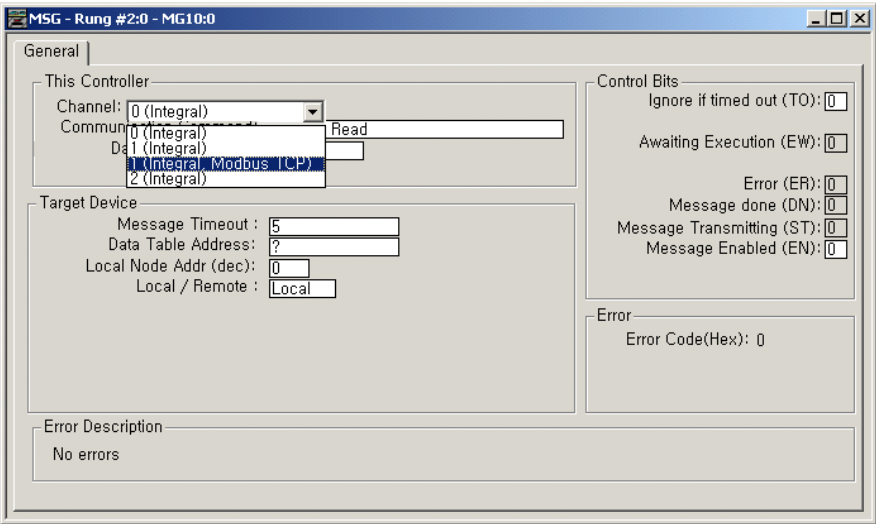 MSG - Rung #2:0 - MG10:0
General
This Controller
Channel: 0 (Integral)
0 (Integral)
1 (Integral)
1 (Integral, Modbus TCP)
2 (Integral)
Read
Target Device
Message Timeout : 5
Data Table Address: ?
Local Node Addr (dec): 0
Local / Remote : Local
Control Bits
Ignore if timed out (TO): 0
Awaiting Execution (EW): 0
Error (ER): 0
Message done (DN): 0
Message Transmitting (ST): 0
Message Enabled (EN): 0
Error
Error Code(Hex): 0
Error Description
No errors